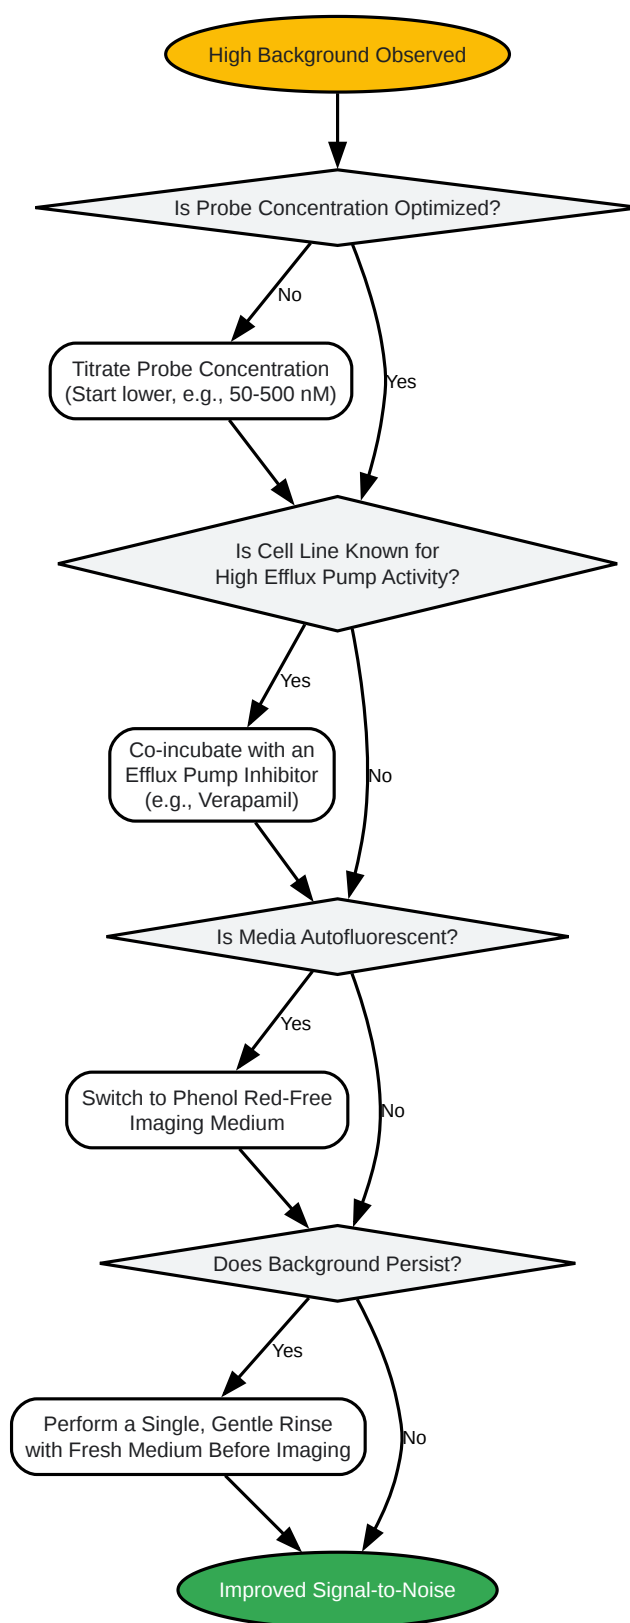 High Background Observed
Is Probe Concentration Optimized?
No
Titrate Probe Concentration
(Start lower, e.g., 50-500 nM)
Yes
Is Cell Line Known for
High Efflux Pump Activity?
Yes
Co-incubate with an
Efflux Pump Inhibitor
(e.g., Verapamil)
No
Is Media Autofluorescent?
Yes
Switch to Phenol Red-Free
Imaging Medium
No
Does Background Persist?
Yes
Perform a Single, Gentle Rinse
with Fresh Medium Before Imaging
No
Improved Signal-to-Noise